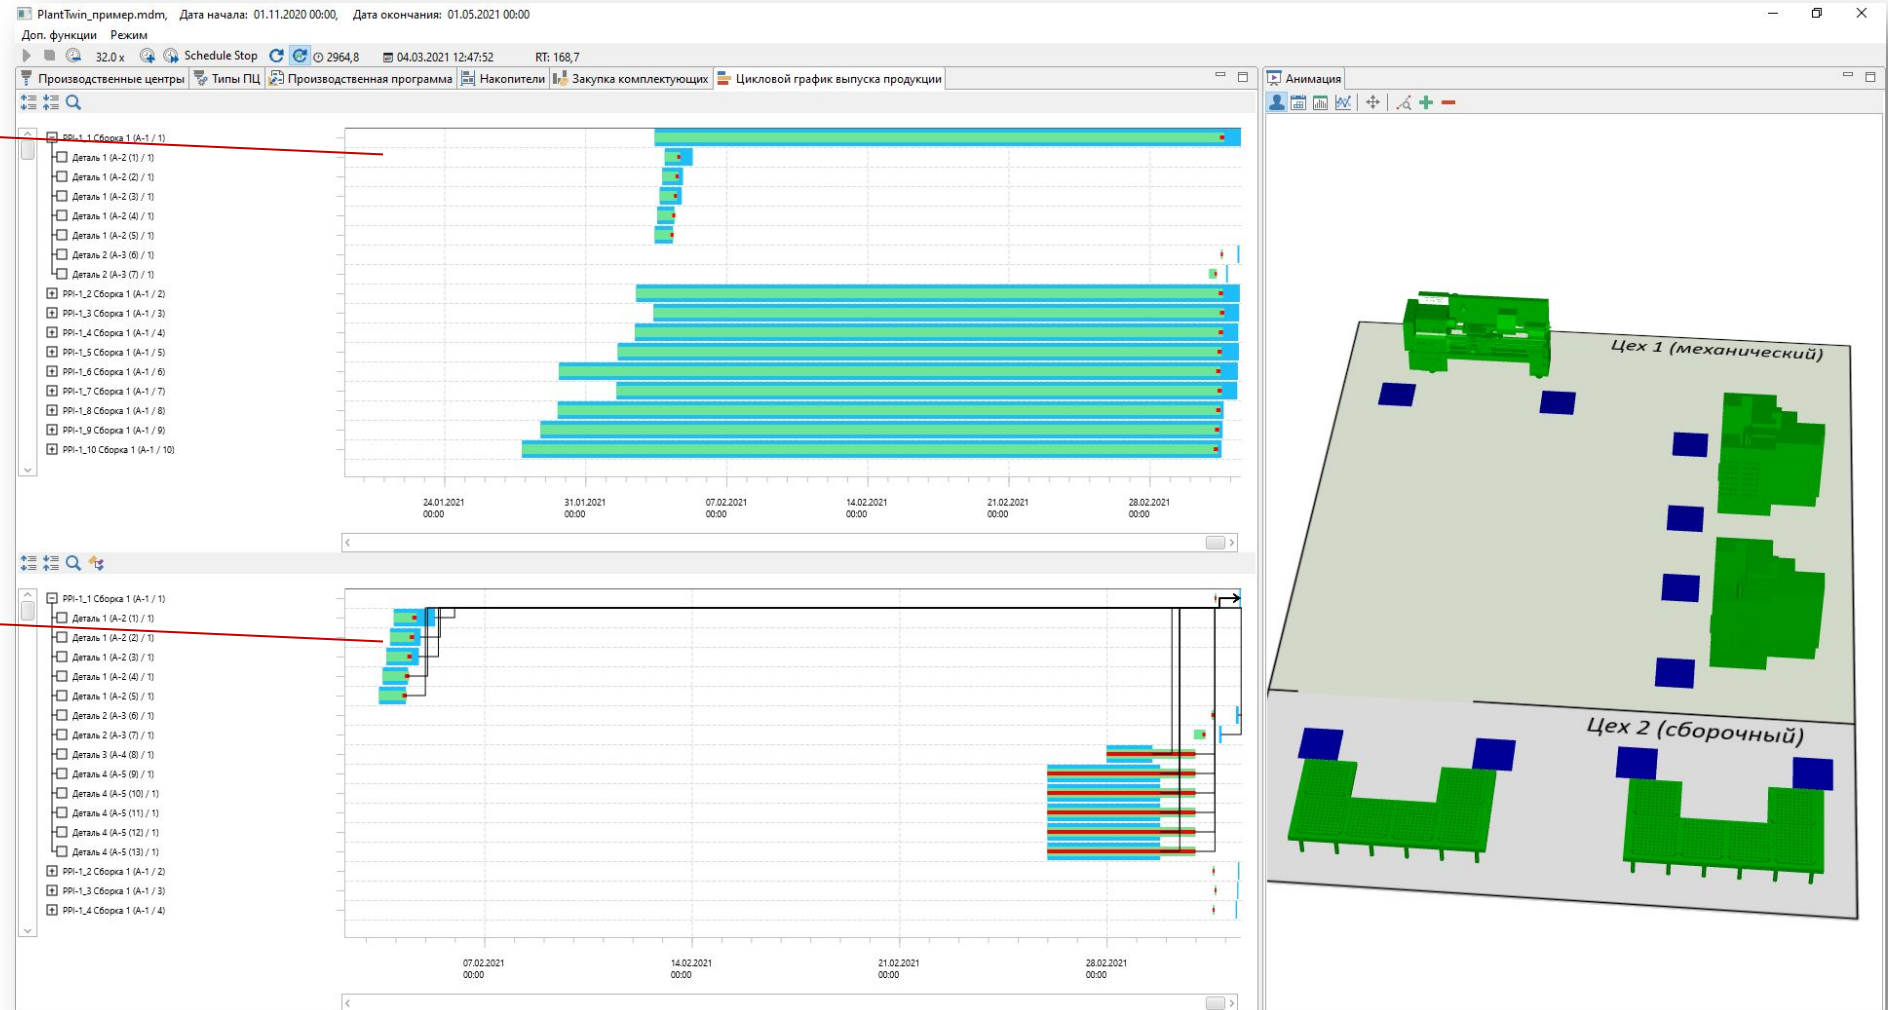 PlantTwin_пример.mdm, Дата начала: 01.11.2020 00:00, Дата окончания: 01.05.2021 00:00
Доп. функции Режим
32.0 x Schedule Stop 2964,8 04.03.2021 12:47:52 RT: 168,7
Производственные центры Типы ПЦ Производственная программа Накопители Закупка комплектующих Цикловой график выпуска продукции
Анимация
PPI-1_1 Сборка 1 (A-1 / 1)
Деталь 1 (A-2 (1) / 1)
Деталь 1 (A-2 (2) / 1)
Деталь 1 (A-2 (3) / 1)
Деталь 1 (A-2 (4) / 1)
Деталь 1 (A-2 (5) / 1)
Деталь 2 (A-3 (6) / 1)
Деталь 2 (A-3 (7) / 1)
PPI-1_2 Сборка 1 (A-1 / 2)
PPI-1_3 Сборка 1 (A-1 / 3)
PPI-1_4 Сборка 1 (A-1 / 4)
PPI-1_5 Сборка 1 (A-1 / 5)
PPI-1_6 Сборка 1 (A-1 / 6)
PPI-1_7 Сборка 1 (A-1 / 7)
PPI-1_8 Сборка 1 (A-1 / 8)
PPI-1_9 Сборка 1 (A-1 / 9)
PPI-1_10 Сборка 1 (A-1 / 10)
24.01.2021 31.01.2021 07.02.2021 14.02.2021 21.02.2021 28.02.2021
00:00 00:00 00:00 00:00 00:00 00:00
PPI-1_1 Сборка 1 (A-1 / 1)
Деталь 1 (A-2 (1) / 1)
Деталь 1 (A-2 (2) / 1)
Деталь 1 (A-2 (3) / 1)
Деталь 1 (A-2 (4) / 1)
Деталь 1 (A-2 (5) / 1)
Деталь 2 (A-3 (6) / 1)
Деталь 2 (A-3 (7) / 1)
Деталь 3 (A-4 (8) / 1)
Деталь 4 (A-5 (9) / 1)
Деталь 4 (A-5 (10) / 1)
Деталь 4 (A-5 (11) / 1)
Деталь 4 (A-5 (12) / 1)
Деталь 4 (A-5 (13) / 1)
PPI-1_2 Сборка 1 (A-1 / 2)
PPI-1_3 Сборка 1 (A-1 / 3)
PPI-1_4 Сборка 1 (A-1 / 4)
07.02.2021 14.02.2021 21.02.2021 28.02.2021
00:00 00:00 00:00 00:00
Цех 1 (механический)
Цех 2 (сборочный)